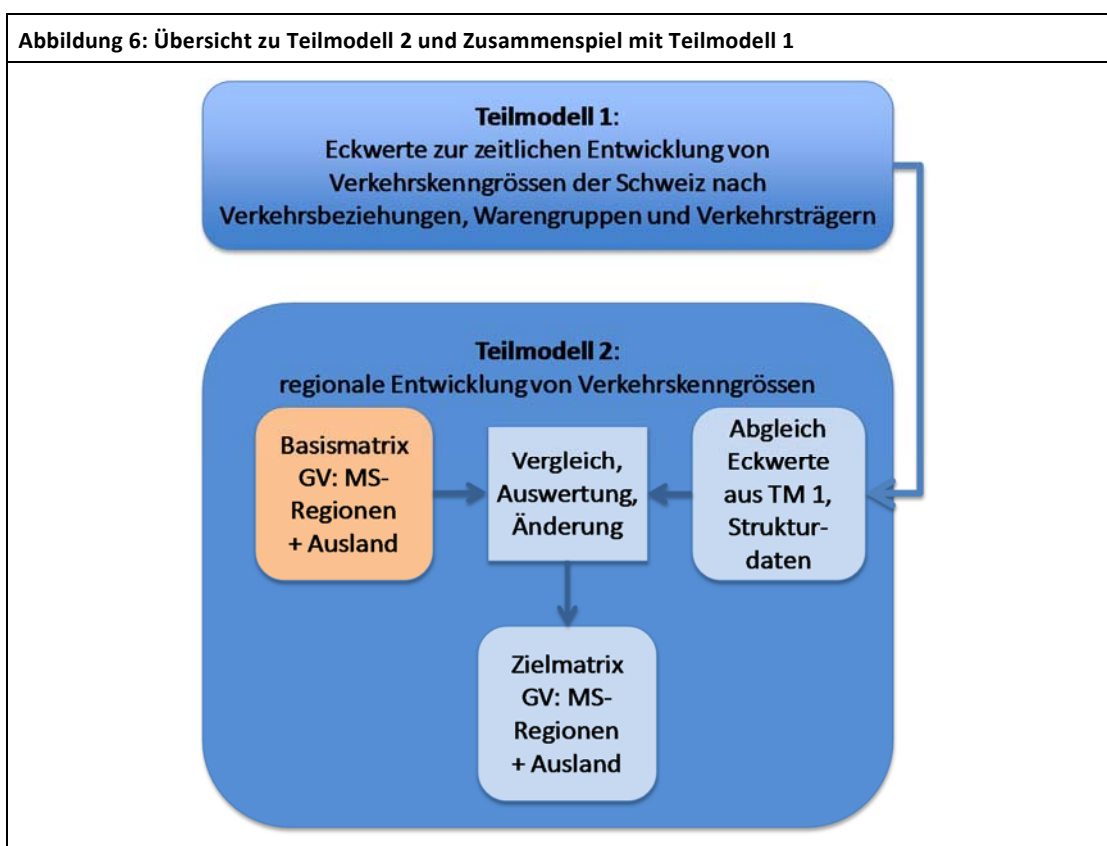 Abbildung 6: Übersicht zu Teilmodell 2 und Zusammenspiel mit Teilmodell 1
Teilmodell 1:
Eckwerte zur zeitlichen Entwicklung von
Verkehrskenngrössen der Schweiz nach
Verkehrsbeziehungen, Warengruppen und Verkehrsträgern
Teilmodell 2:
regionale Entwicklung von Verkehrskenngrössen
Basismatrix
GV: MS-
Regionen
+ Ausland
Vergleich,
Auswertung,
Änderung
Abgleich
Eckwerte
aus TM 1,
Struktur-
daten
Zielmatrix
GV: MS-
Regionen
+ Ausland